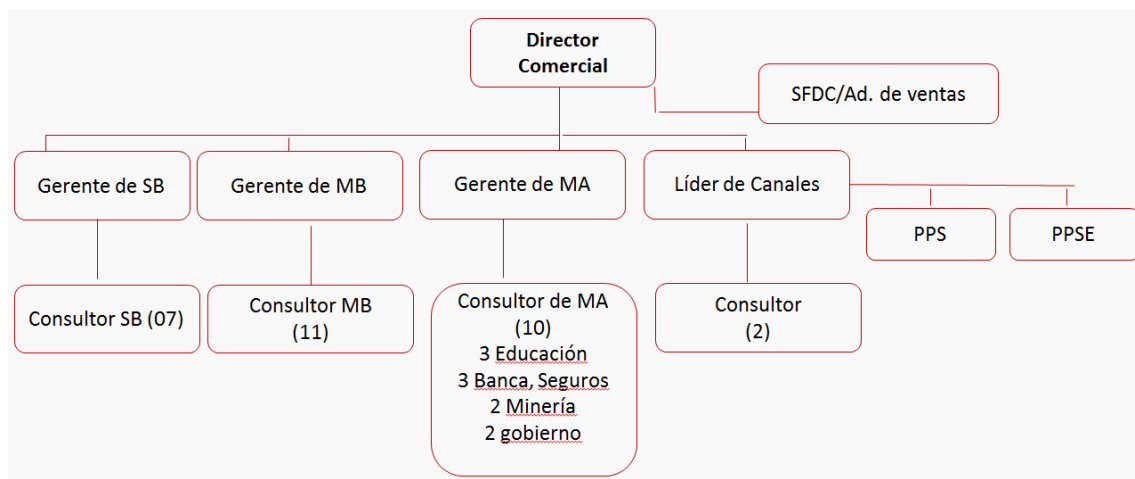 Director
Comercial
SFDC/Ad. de ventas
Gerente de SB
Gerente de MB
Gerente de MA
Líder de Canales
PPS
PPSE
Consultor SB (07)
Consultor MB
(11)
Consultor de MA
(10)
3 Educación
3 Banca, Seguros
2 Minería
2 gobierno
Consultor
(2)